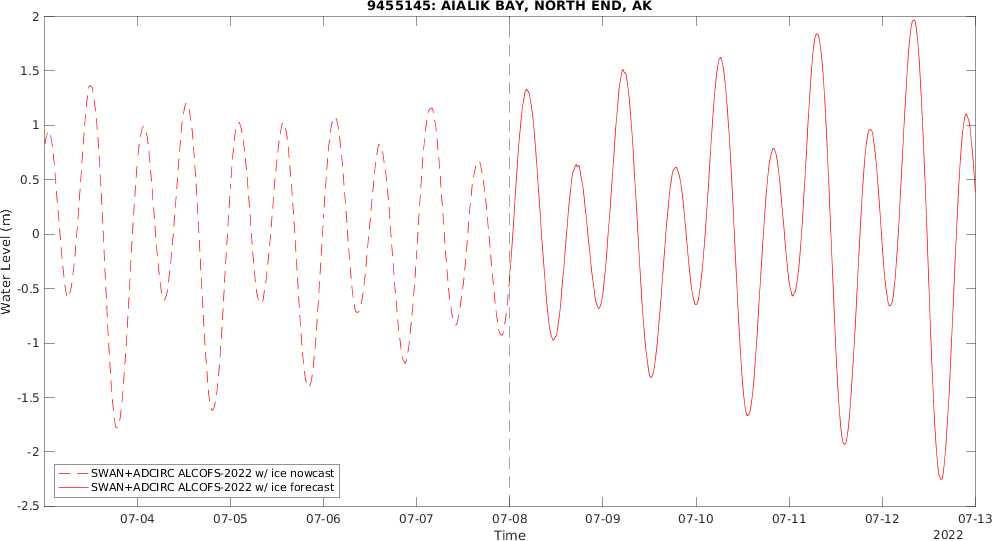 9455145: AIALIK BAY, NORTH END, AK
Water Level (m)
2
1.5
1
0.5
0
-0.5
-1
-1.5
-2
-2.5
SWAN+ADCIRC ALCOFS-2022 w/ ice nowcast
SWAN+ADCIRC ALCOFS-2022 w/ ice forecast
07-04 07-05 07-06 07-07 07-08 07-09 07-10 07-11 07-12 07-13
Time
2022